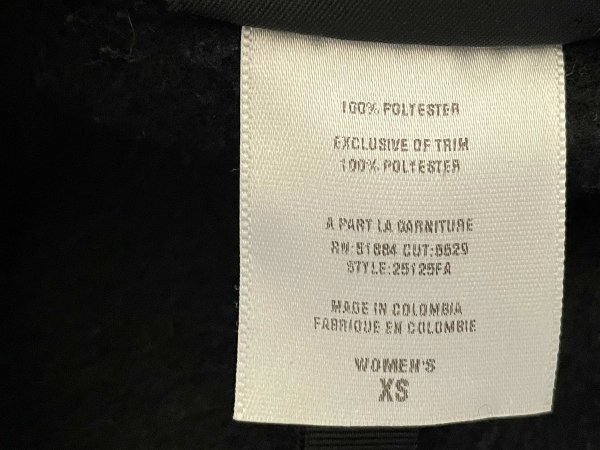 100% POLYESTER
EXCLUSIVE OF TRIM
100% POLYESTER
A PART LA GARNITURE
RN:51884 CUT:5529
STYLE:25125FA
MADE IN COLOMBIA
FABRIQUE EN COLOMBIE
WOMEN'S
XS